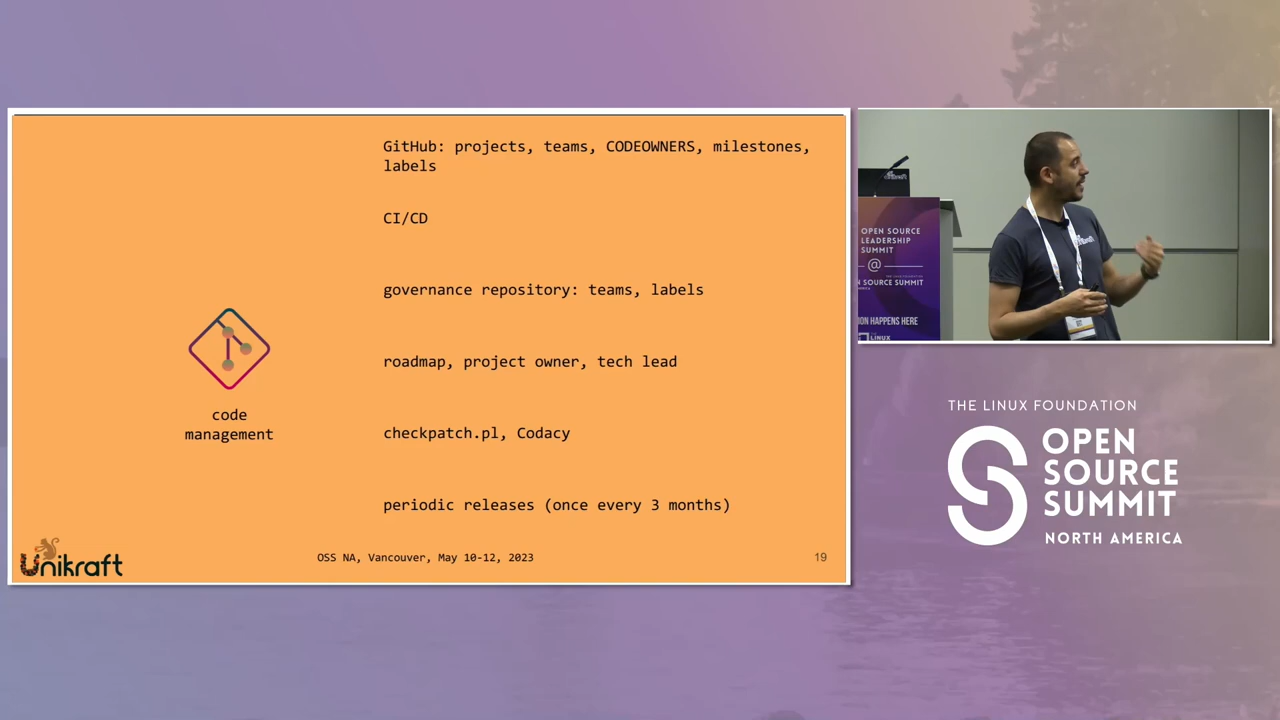 GitHub: projects, teams, CODEOWNERS, milestones,
labels
CI/CD
governance repository: teams, labels
roadmap, project owner, tech lead
code
management
checkpatch.pl, Codacy
periodic releases (once every 3 months)
Unikraft
OSS NA, Vancouver, May 10-12, 2023
19
OPEN SOURCE
LEADERSHIP
SUMMIT
@
SOURCE SUMMIT
ON HAPPENS HERE
LINUX
THE LINUX FOUNDATION
OPEN
SOURCE
SUMMIT
NORTH AMERICA